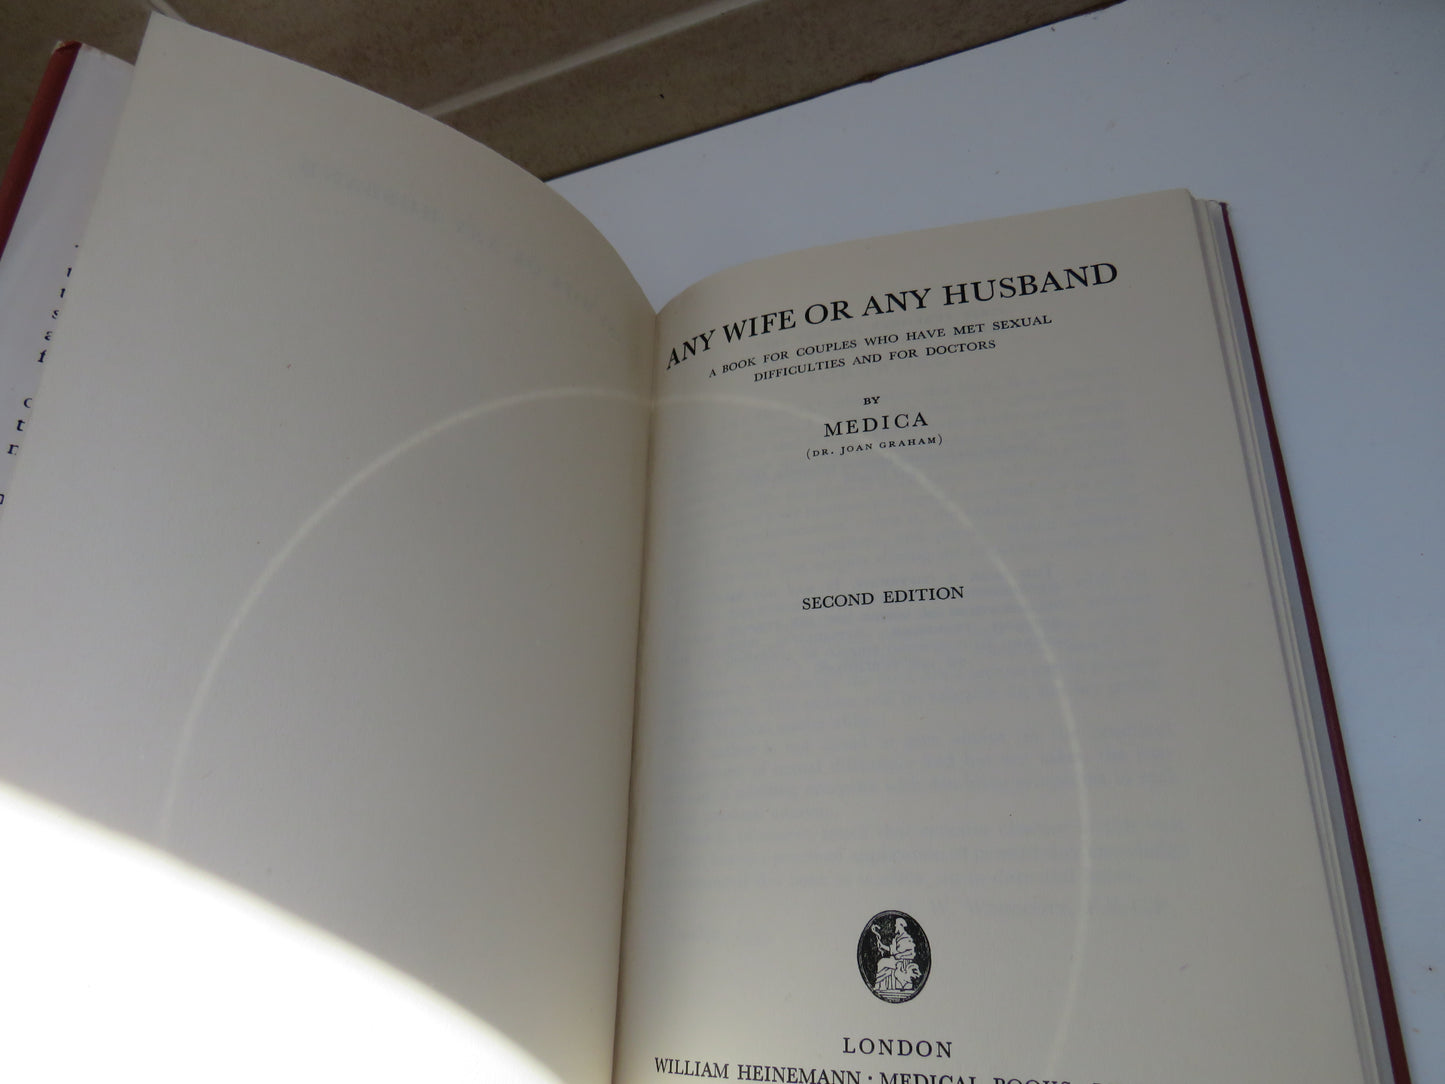 ANY WIFE OR ANY HUSBAND
A BOOK FOR COUPLES WHO HAVE MET SEXUAL
DIFFICULTIES AND FOR DOCTORS
BY
MEDICA
(DR. JOAN GRAHAM)
SECOND EDITION
LONDON
WILLIAM HEINEMANN · MEDICAL BOOKS